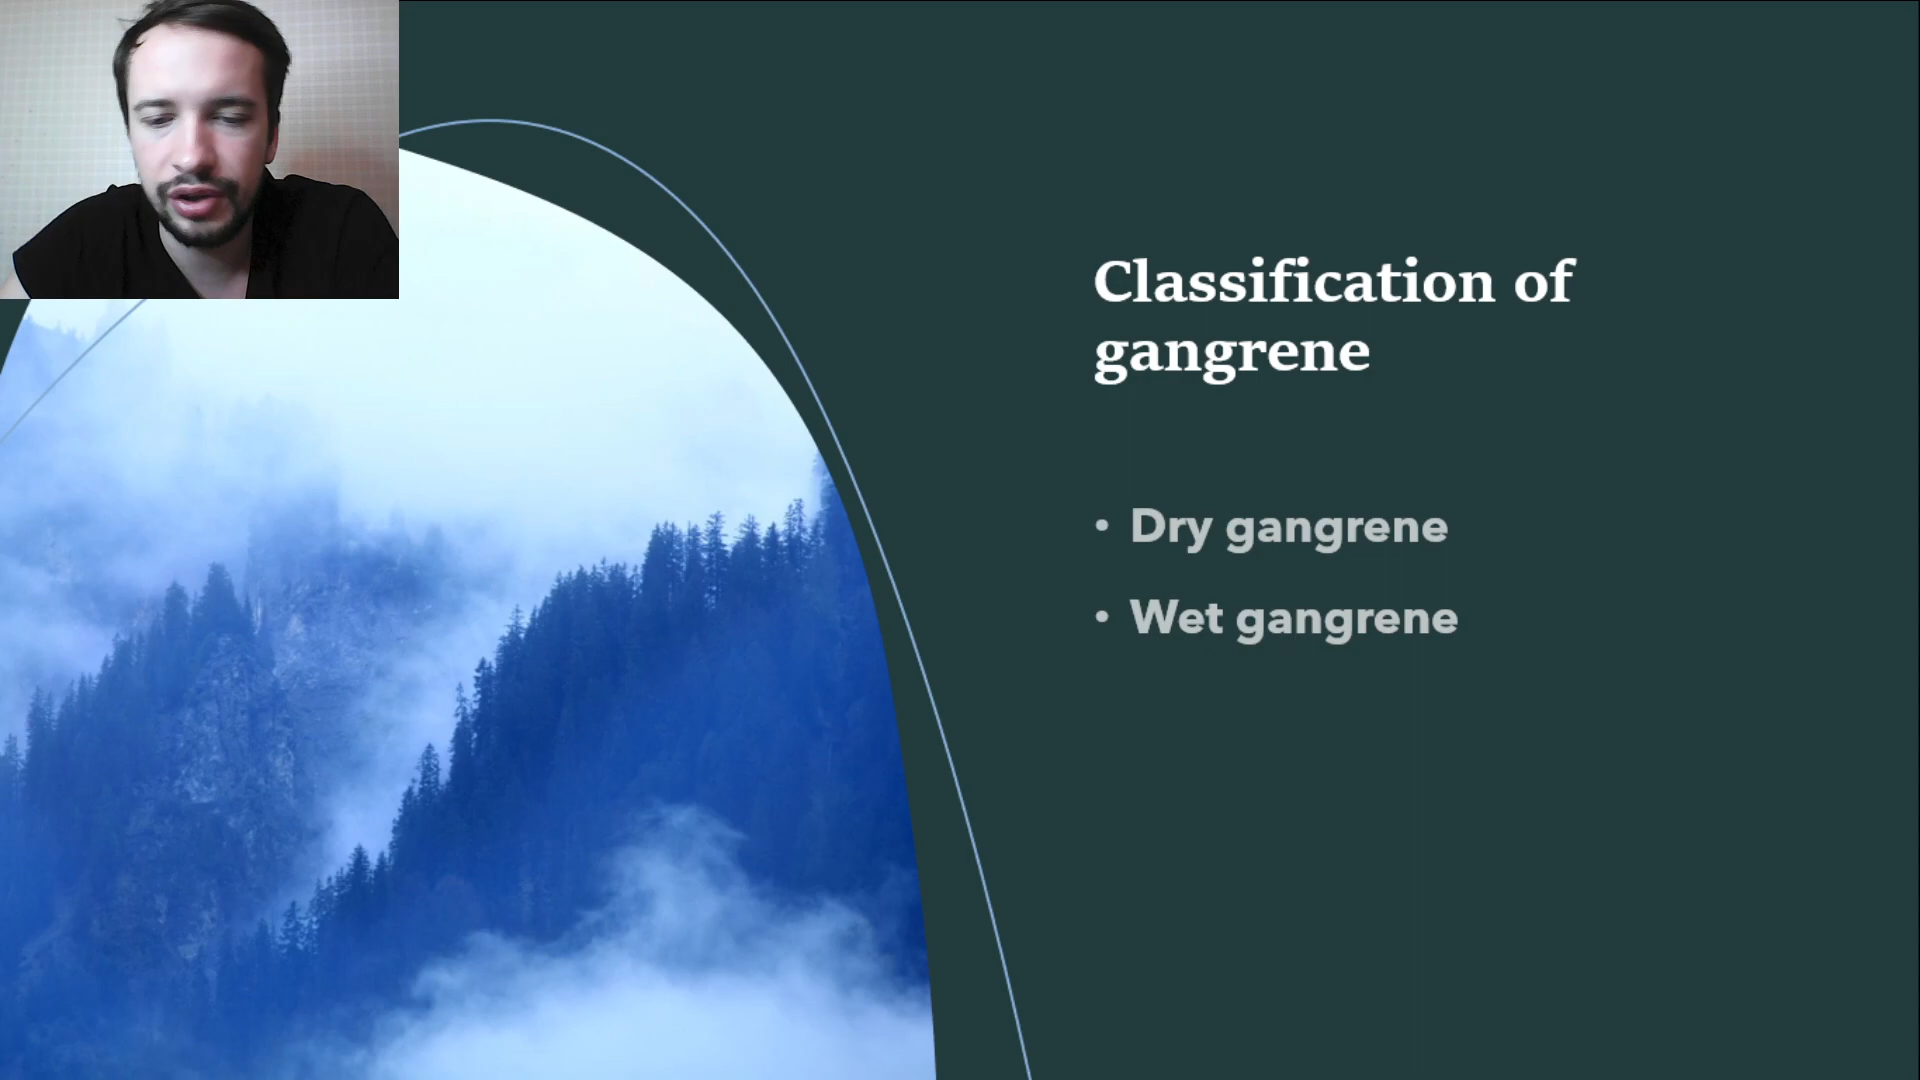 Classification of
gangrene
• Dry gangrene
• Wet gangrene